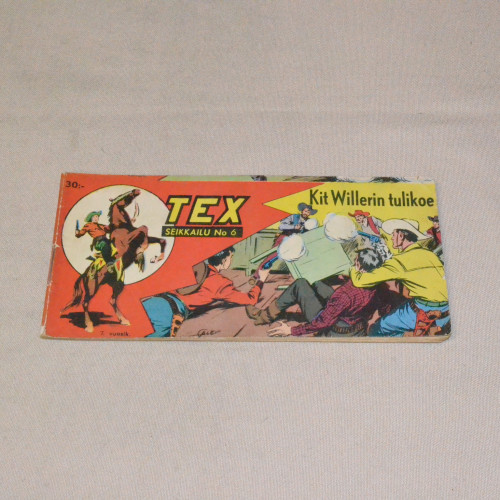 30:-
TEX
SEIKKAILU No 6
Kit Willerin tulikoe